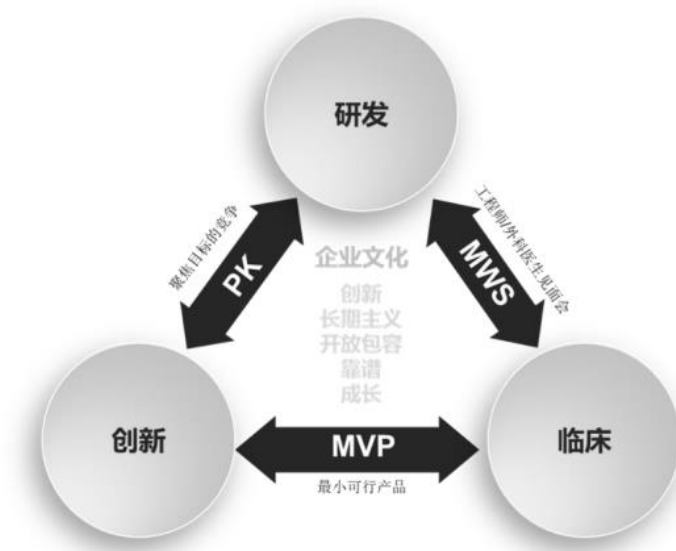 研发
聚焦目标的竞争
PK
工程师/外科医生见面会
MWS
企业文化
创新
长期主义
开放包容
靠谱
成长
创新
MVP
最小可行产品
临床